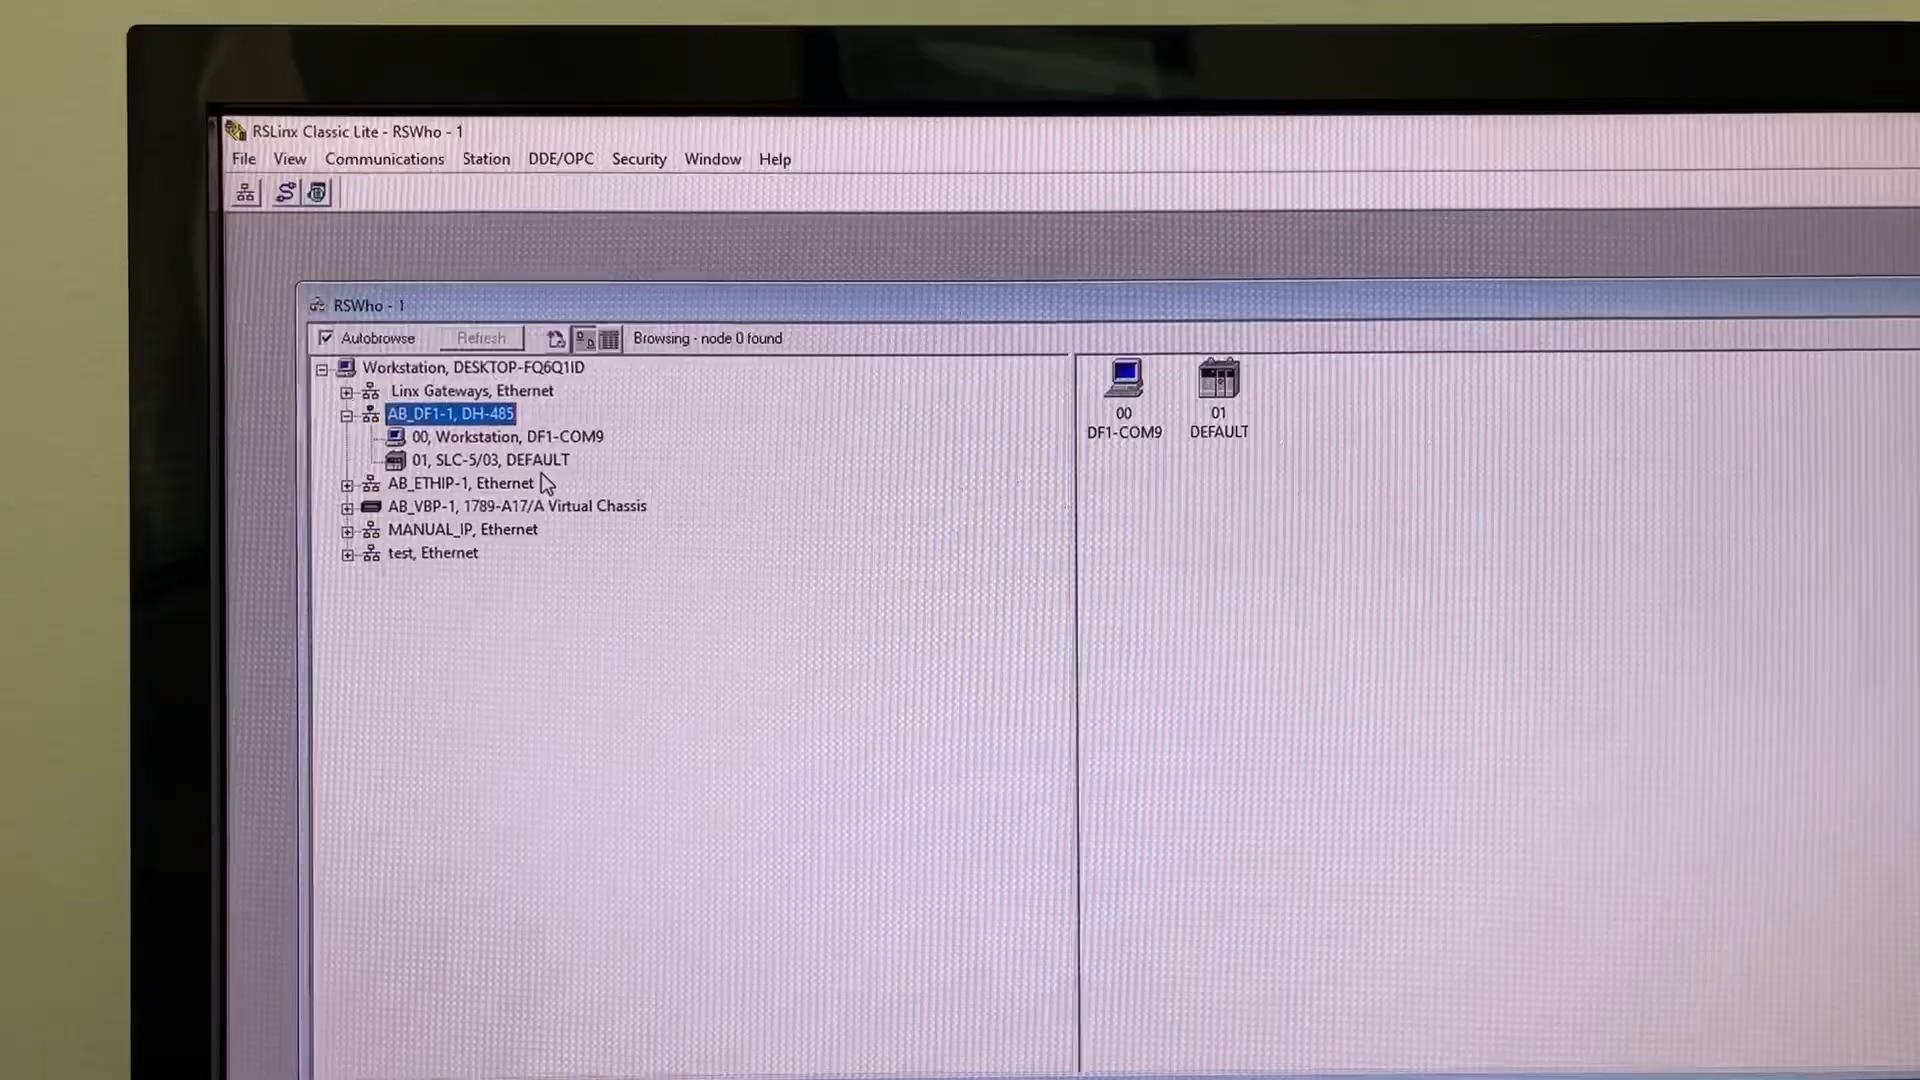 RSLinx Classic Lite - RSWho - 1
File View Communications Station DDE/OPC Security Window Help
RSWho - 1
Autobrowse Refresh Browsing - node 0 found
Workstation, DESKTOP-FQ6Q1ID
Linx Gateways, Ethernet
AB_DF1-1, DH-485
00, Workstation, DF1-COM9
01, SLC-5/03, DEFAULT
AB_ETHIP-1, Ethernet
AB_VBP-1, 1789-A17/A Virtual Chassis
MANUAL_IP, Ethernet
test, Ethernet
00
DF1-COM9
01
DEFAULT